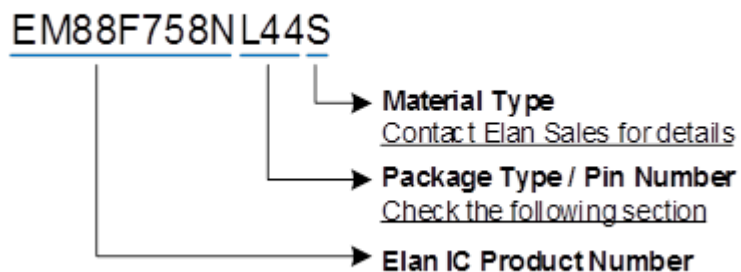 EM88F758NL44S
Material Type
Contact Elan Sales for details
Package Type / Pin Number
Check the following section
Elan IC Product Number